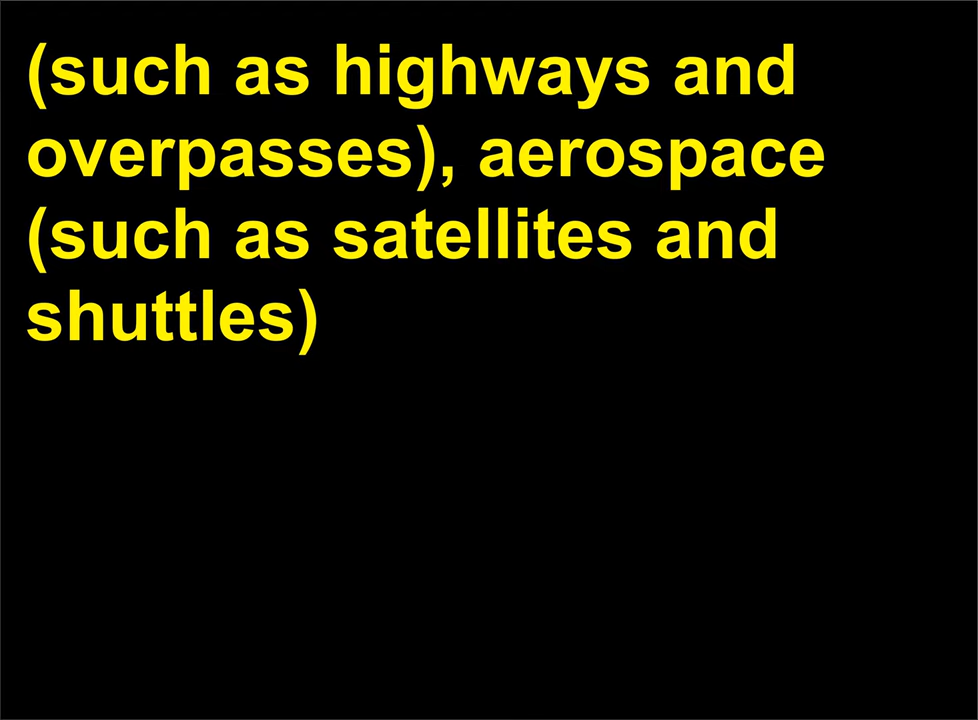 (such as highways and
overpasses), aerospace
(such as satellites and
shuttles)